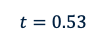 t = 0.53